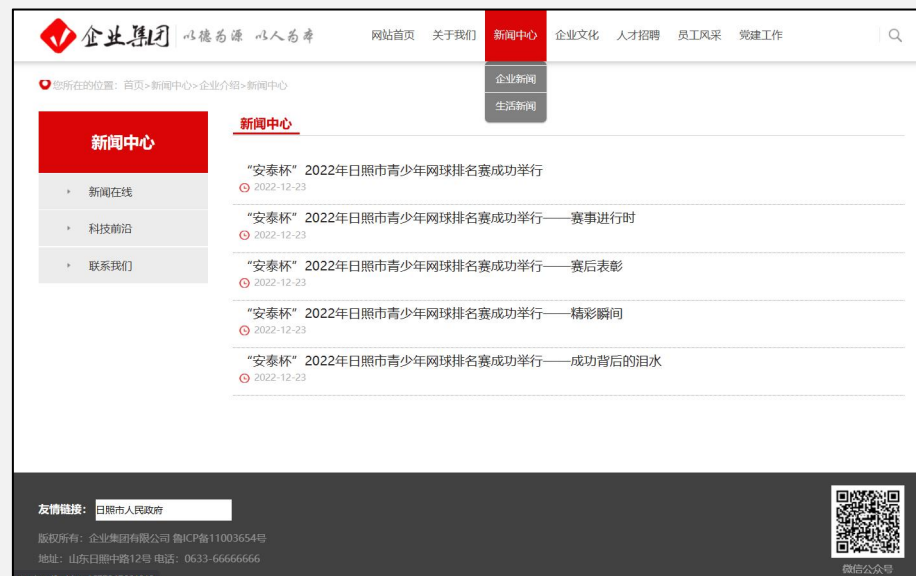 企业集团 以德为源 以人为本
网站首页 关于我们 新闻中心 企业文化 人才招聘 员工风采 党建工作
企业新闻
生活新闻
您所在的位置：首页>新闻中心>企业介绍>新闻中心
新闻中心
新闻在线
科技前沿
联系我们
新闻中心
“安泰杯”2022年日照市青少年网球排名赛成功举行
2022-12-23
“安泰杯”2022年日照市青少年网球排名赛成功举行——赛事进行时
2022-12-23
“安泰杯”2022年日照市青少年网球排名赛成功举行——赛后表彰
2022-12-23
“安泰杯”2022年日照市青少年网球排名赛成功举行——精彩瞬间
2022-12-23
“安泰杯”2022年日照市青少年网球排名赛成功举行——成功背后的泪水
2022-12-23
友情链接： 日照市人民政府
版权所有：企业集团有限公司 鲁ICP备11003654号
地址：山东日照中路12号 电话：0633-66666666
微信公众号